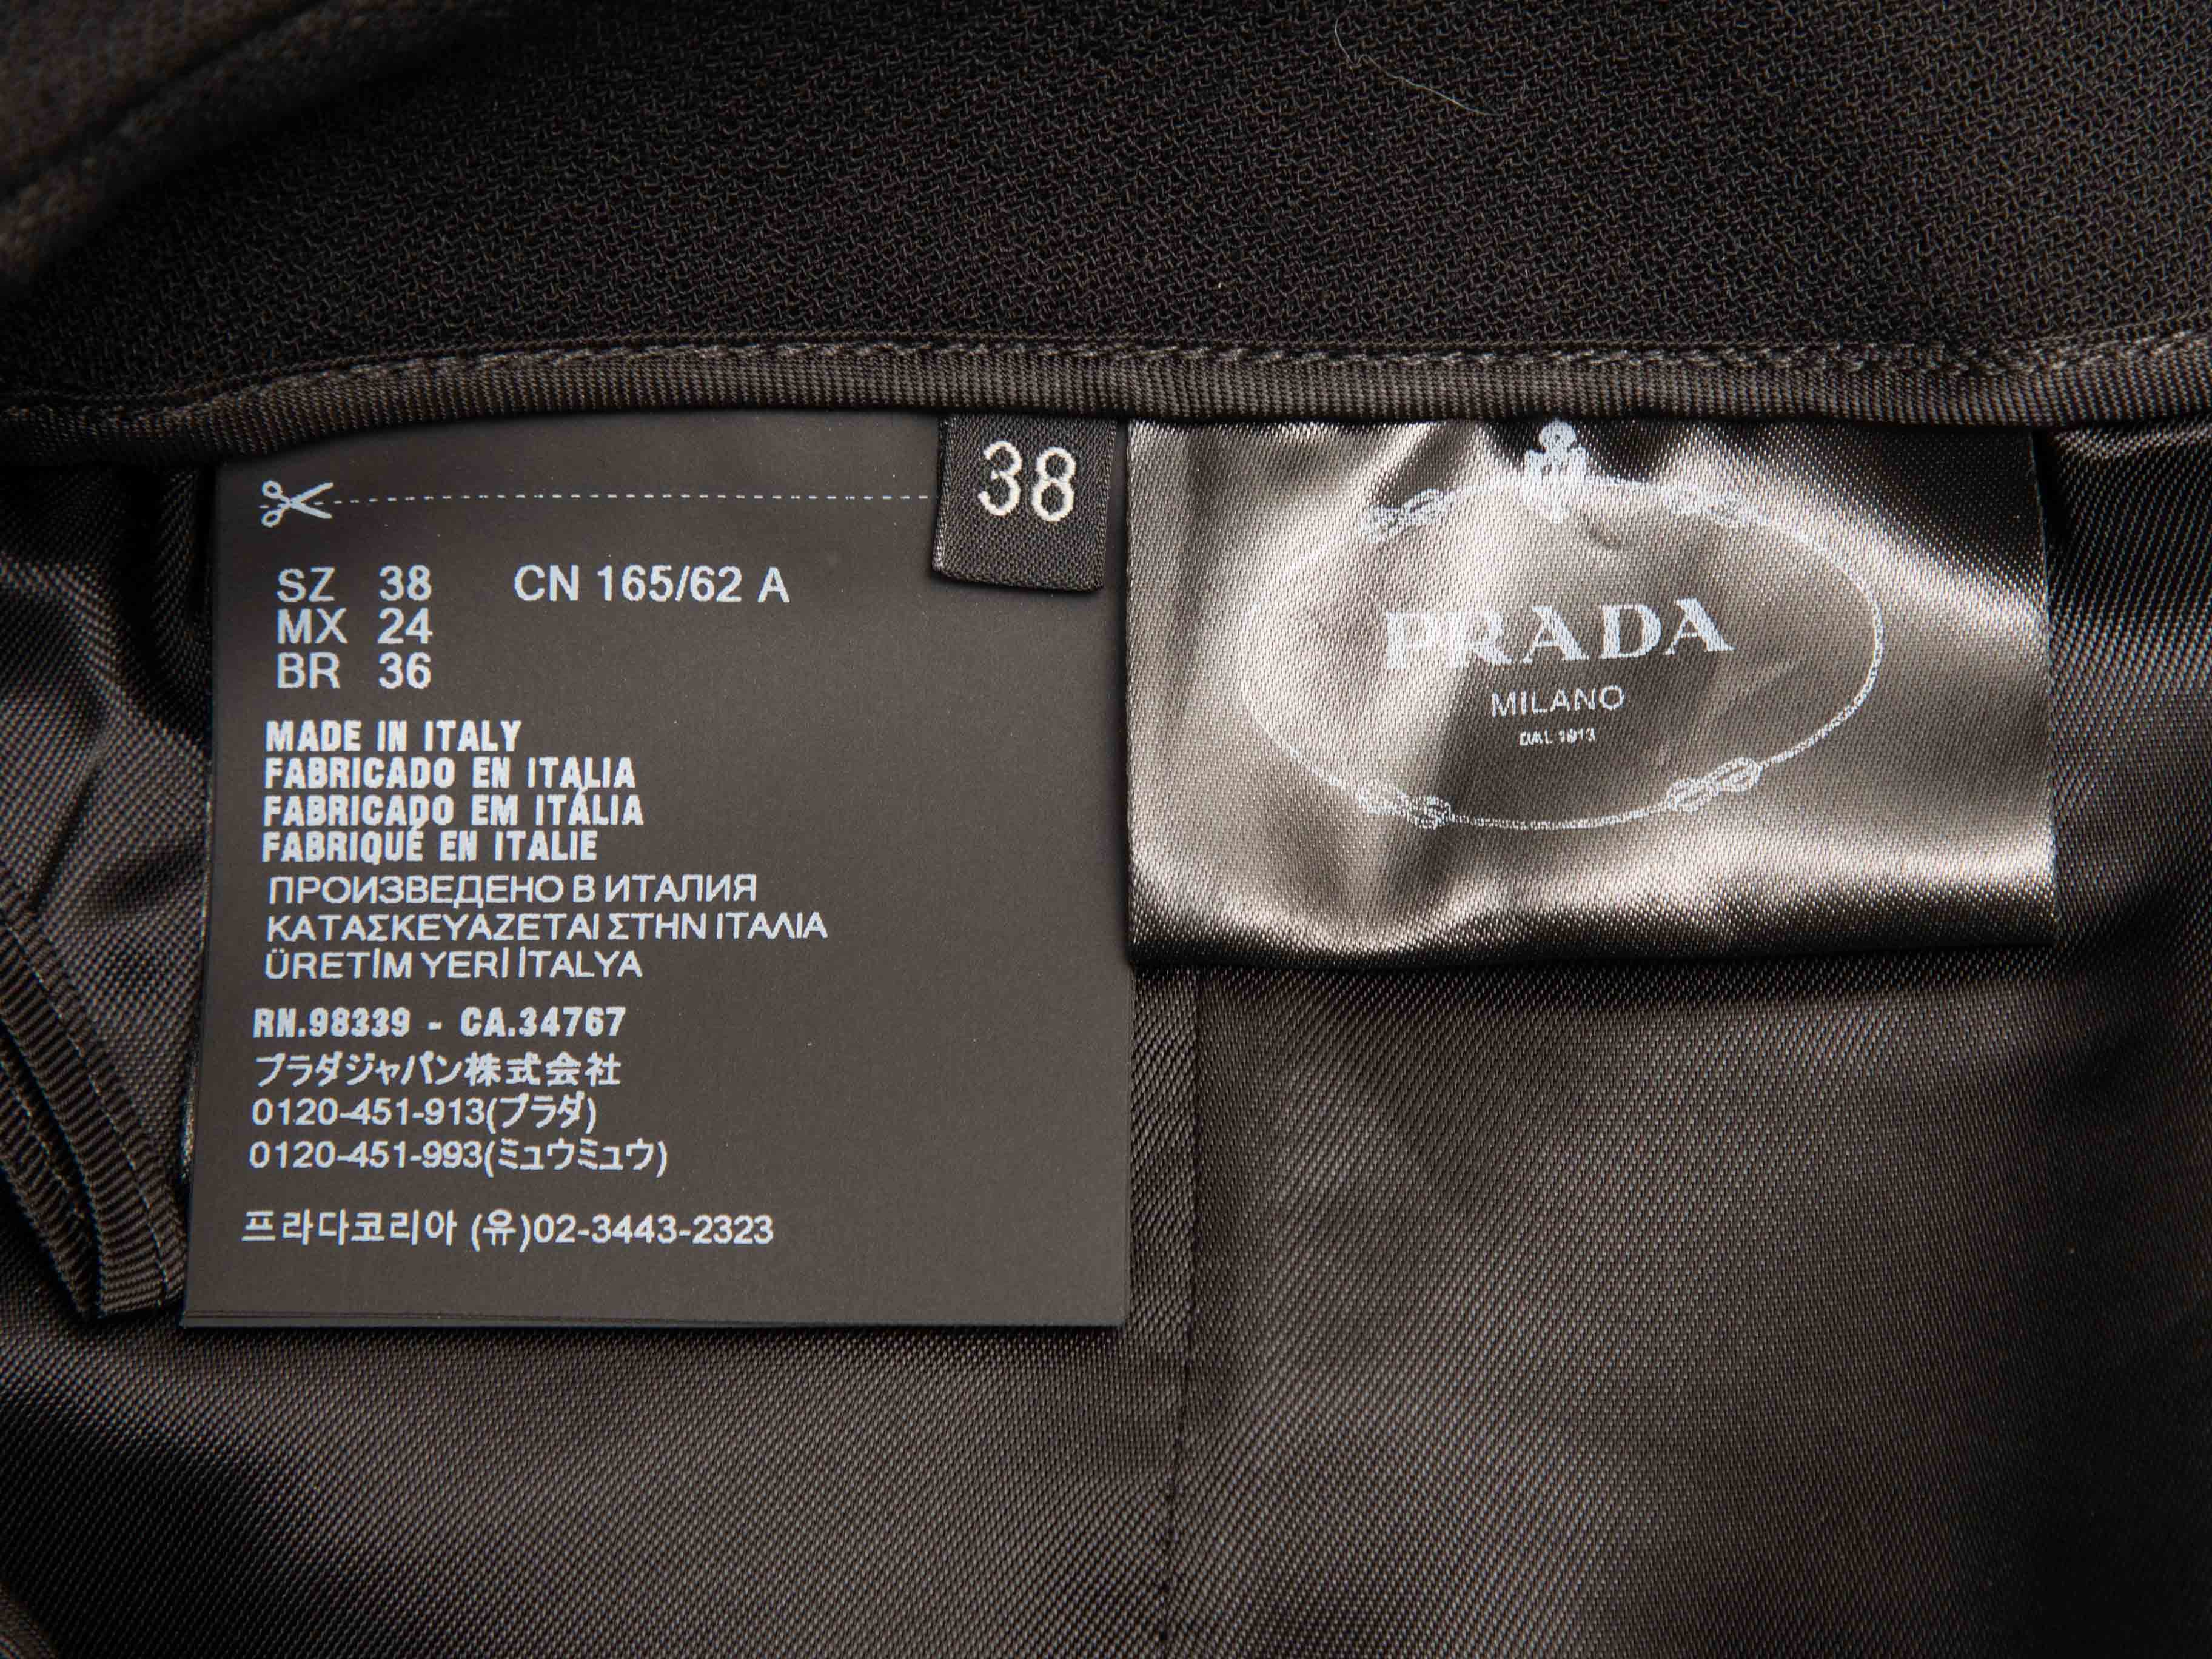 SZ 38 CN 165/62 A
MX 24
BR 36
MADE IN ITALY
FABRICADO EN ITALIA
FABRICADO EM ITÁLIA
FABRIQUÉ EN ITALIE
ПРОИЗВЕДЕНО В ИТАЛИЯ
ΚΑΤΑΣΚΕΥΑΖΕΤΑΙ ΣΤΗΝ ΙΤΑΛΙΑ
ÜRETİM YERİ İTALYA
RN.98339 - CA.34767
プラダジャパン株式会社
0120-451-913(プラダ)
0120-451-993(ミュウミュウ)
프라다코리아 (유)02-3443-2323
38
PRADA
MILANO
DAL 1913